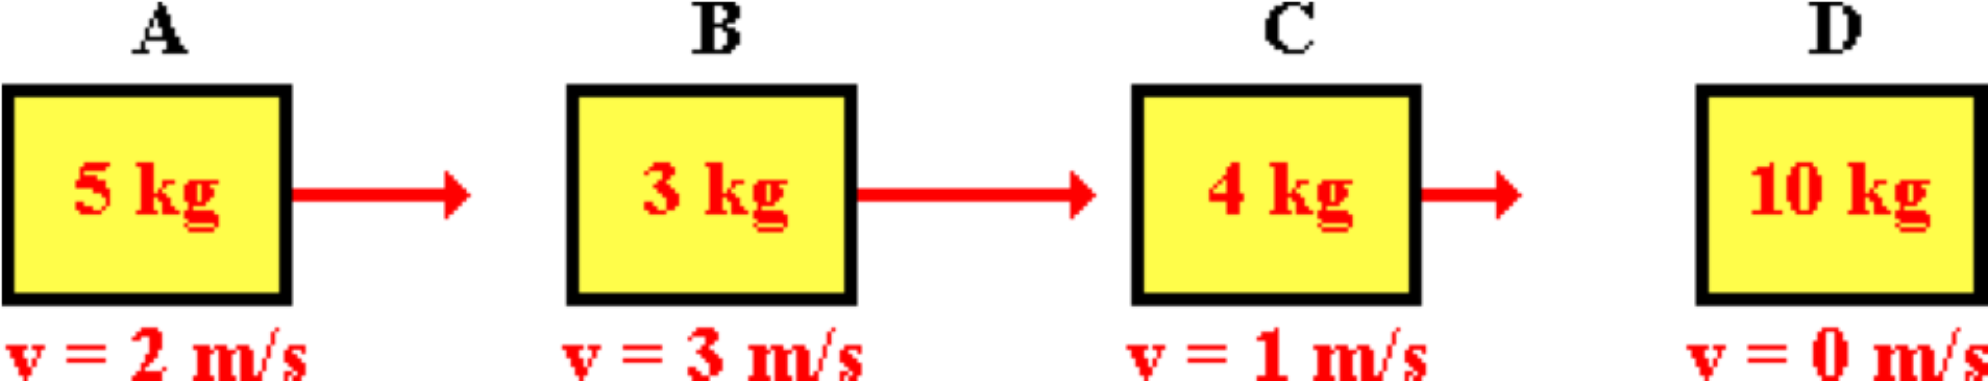 A B C D
5 kg 3 kg 4 kg 10 kg
v = 2 m/s v = 3 m/s v = 1 m/s v = 0 m/s